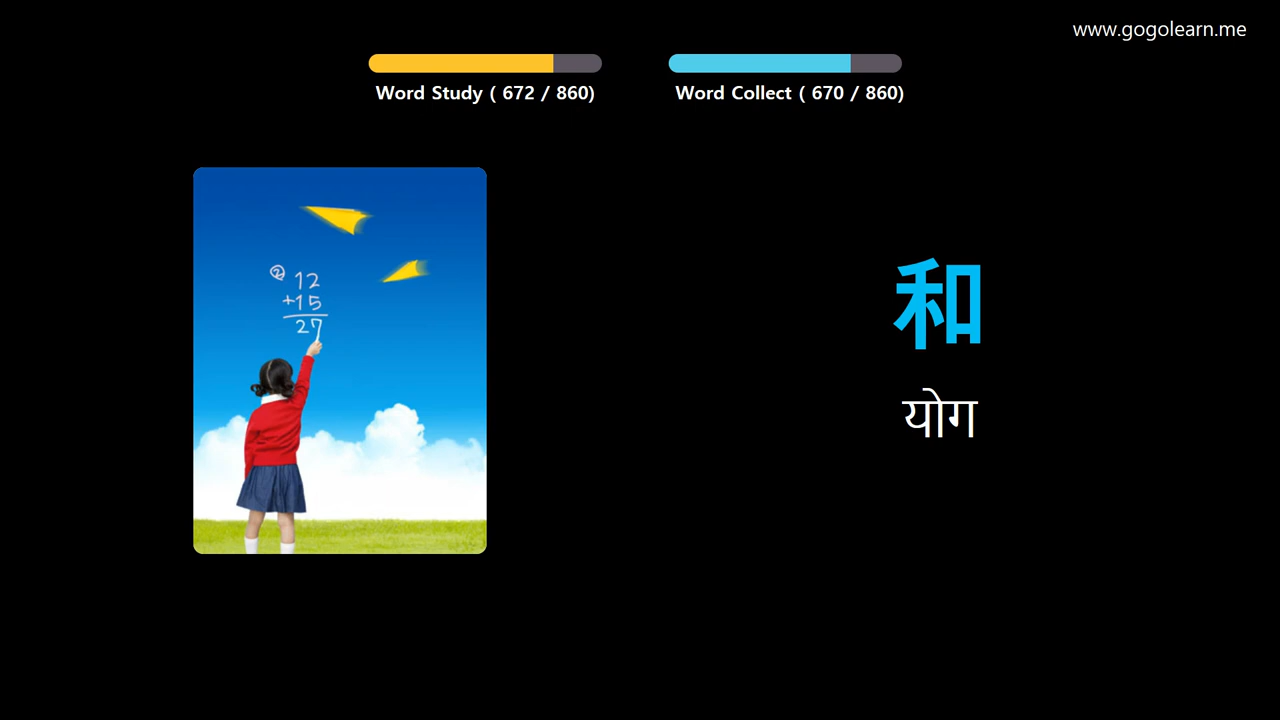 www.gogolearn.me
Word Study ( 672 / 860)
Word Collect ( 670 / 860)
② 12
+15
27
和
योग